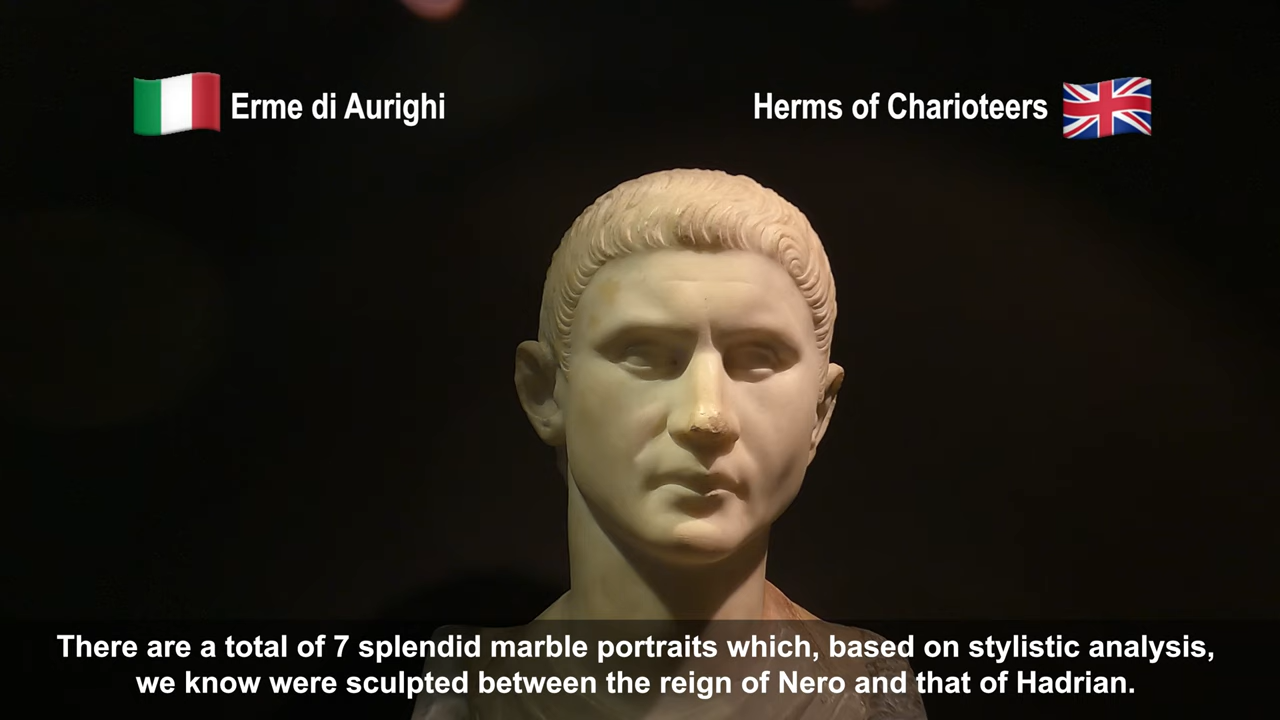 Erme di Aurighi
Herms of Charioteers
There are a total of 7 splendid marble portraits which, based on stylistic analysis,
we know were sculpted between the reign of Nero and that of Hadrian.